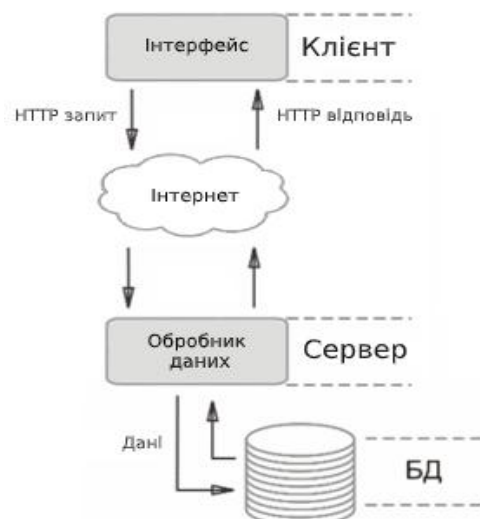 Інтерфейс
Клієнт
HTTP запит
HTTP відповідь
Інтернет
Обробник
даних
Сервер
Дані
БД